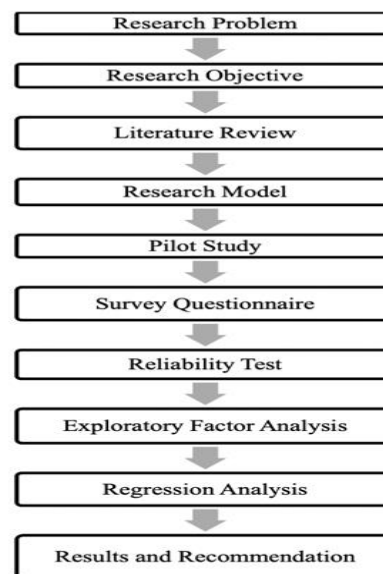 Research Problem
Research Objective
Literature Review
Research Model
Pilot Study
Survey Questionnaire
Reliability Test
Exploratory Factor Analysis
Regression Analysis
Results and Recommendation